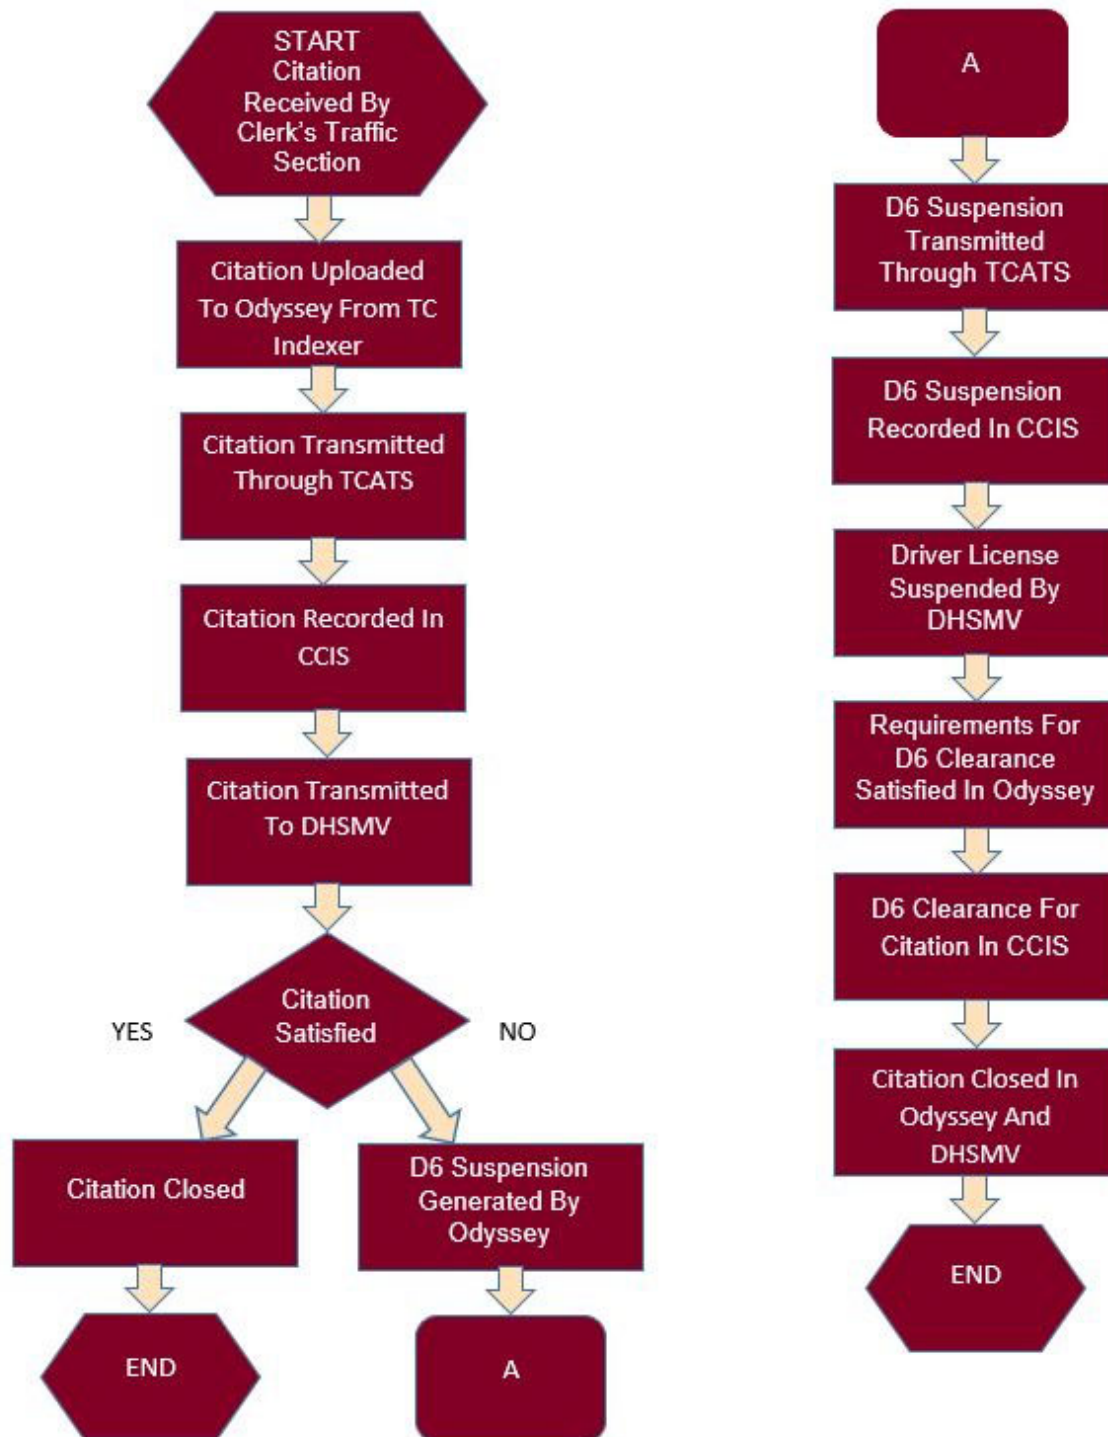 START
Citation
Received By
Clerk's Traffic
Section
Citation Uploaded
To Odyssey From TC
Indexer
Citation Transmitted
Through TCATS
Citation Recorded In
CCIS
Citation Transmitted
To DHSMV
Citation
Satisfied
YES
NO
Citation Closed
D6 Suspension
Generated By
Odyssey
END
A
A
D6 Suspension
Transmitted
Through TCATS
D6 Suspension
Recorded In CCIS
Driver License
Suspended By
DHSMV
Requirements For
D6 Clearance
Satisfied In Odyssey
D6 Clearance For
Citation In CCIS
Citation Closed In
Odyssey And
DHSMV
END